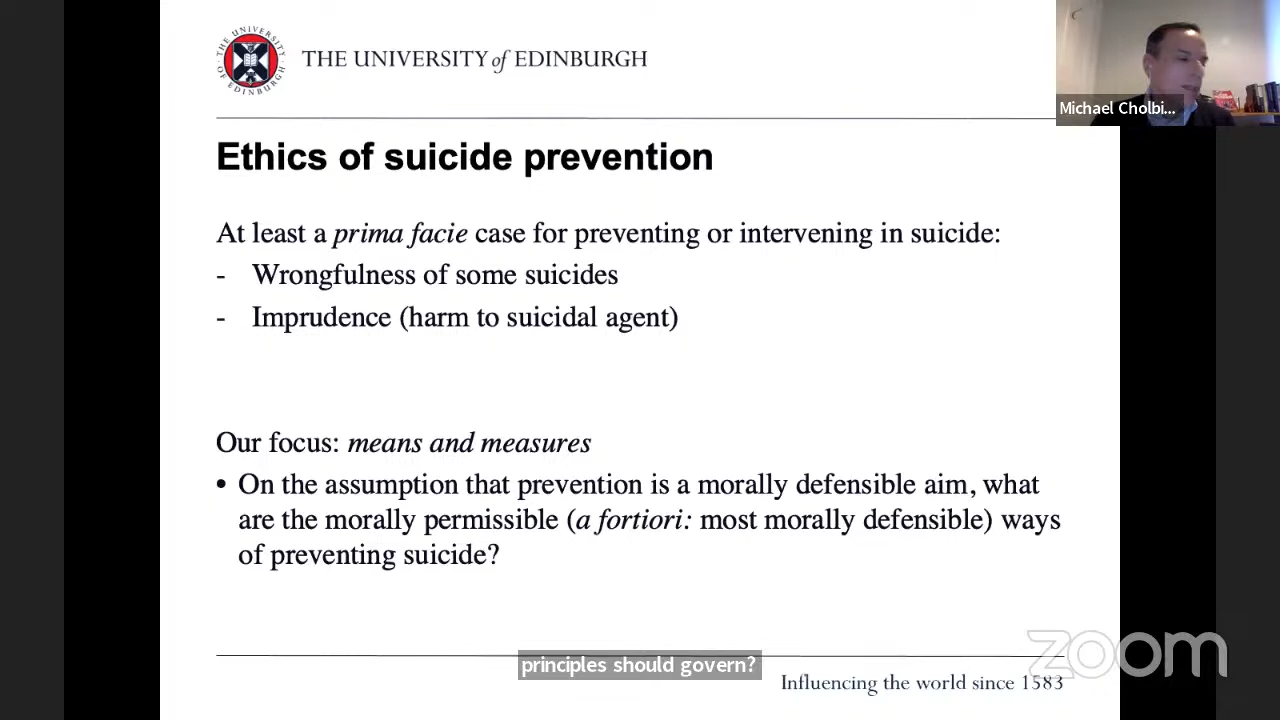 THE UNIVERSITY of EDINBURGH
Michael Cholbi...
Ethics of suicide prevention
At least a prima facie case for preventing or intervening in suicide:
- Wrongfulness of some suicides
- Imprudence (harm to suicidal agent)
Our focus: means and measures
• On the assumption that prevention is a morally defensible aim, what
are the morally permissible (a fortiori: most morally defensible) ways
of preventing suicide?
principles should govern?
zoom
Influencing the world since 1583